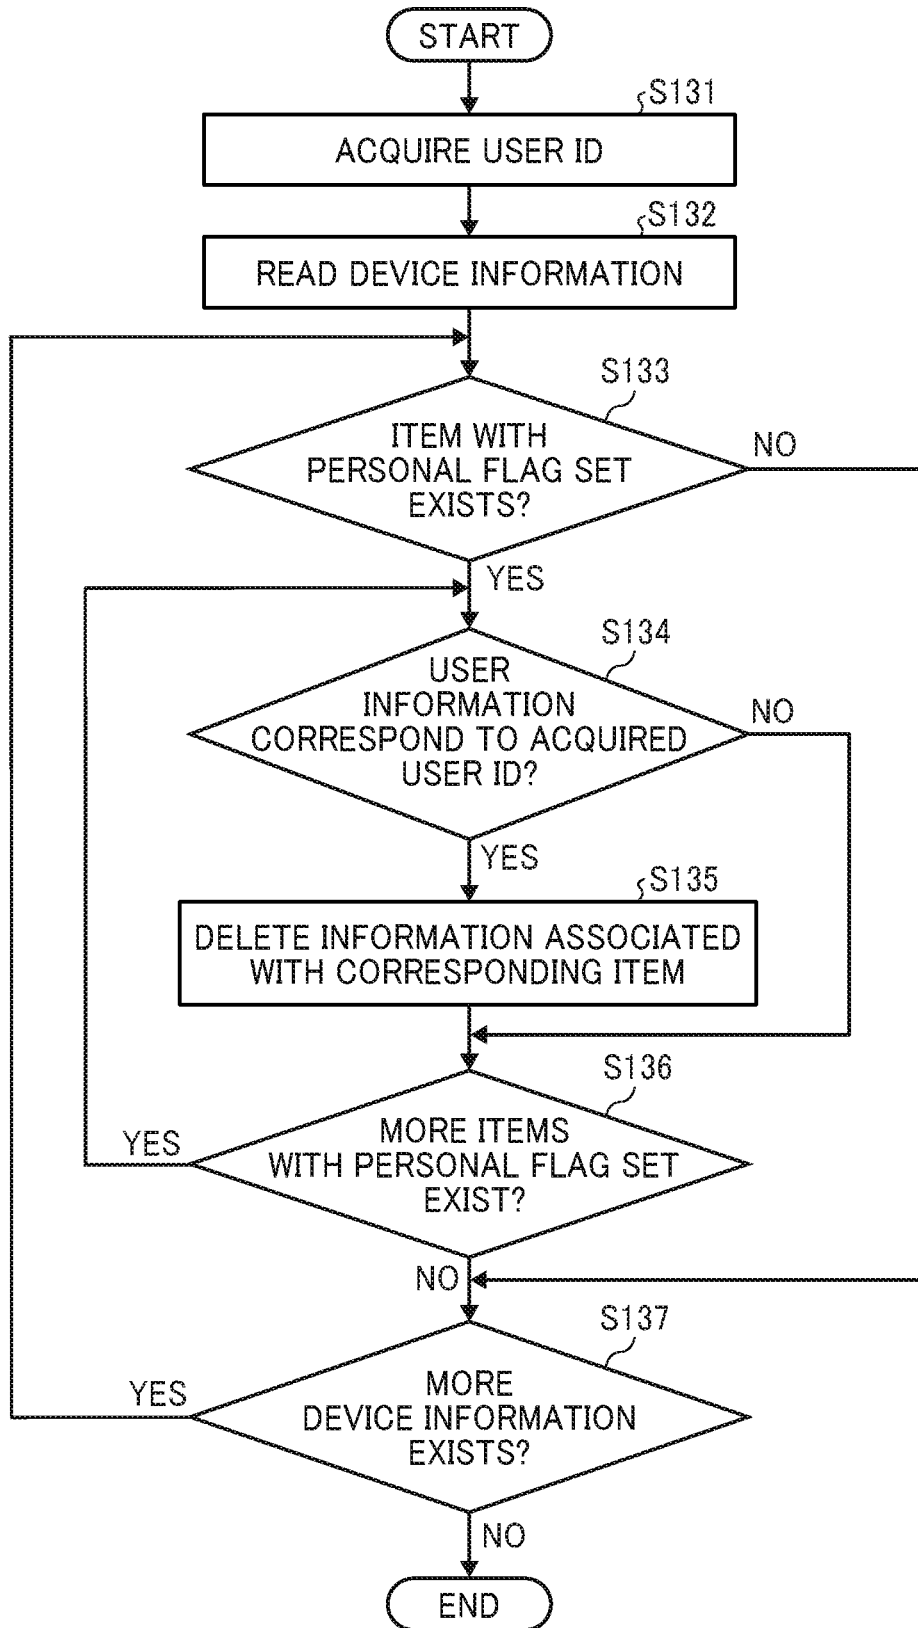 START
S131
ACQUIRE USER ID
S132
READ DEVICE INFORMATION
S133
ITEM WITH
PERSONAL FLAG SET
EXISTS?
NO
YES
S134
USER
INFORMATION
CORRESPOND TO ACQUIRED
USER ID?
NO
YES
S135
DELETE INFORMATION ASSOCIATED
WITH CORRESPONDING ITEM
S136
MORE ITEMS
WITH PERSONAL FLAG SET
EXIST?
YES
NO
S137
MORE
DEVICE INFORMATION
EXISTS?
YES
NO
END